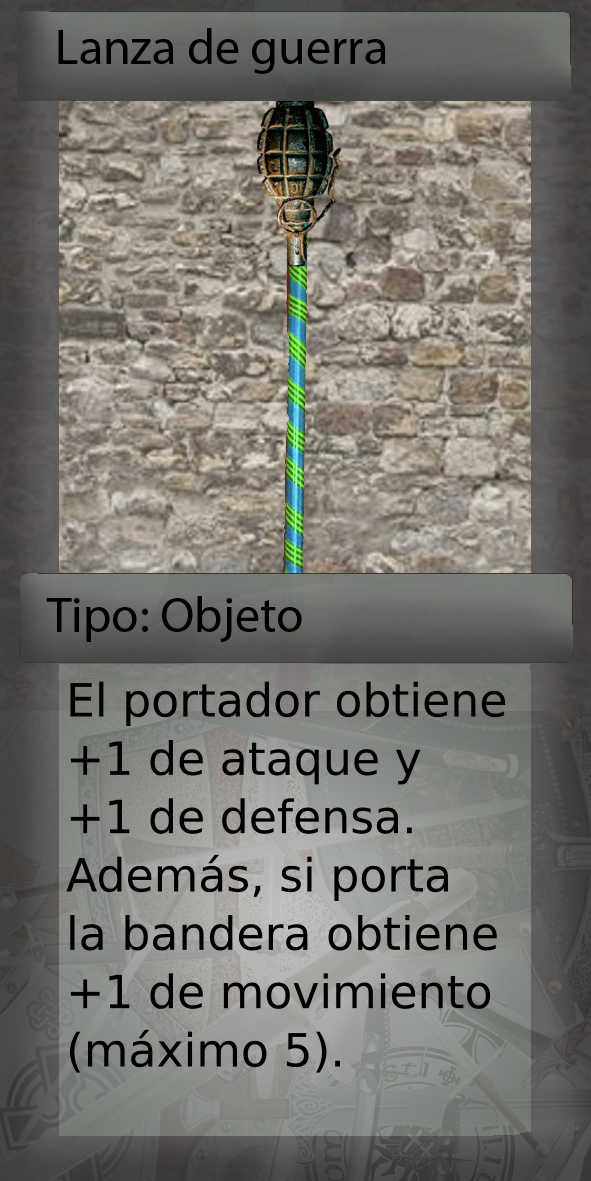 Lanza de guerra
Tipo: Objeto
El portador obtiene
+1 de ataque y
+1 de defensa.
Además, si porta
la bandera obtiene
+1 de movimiento
(máximo 5).